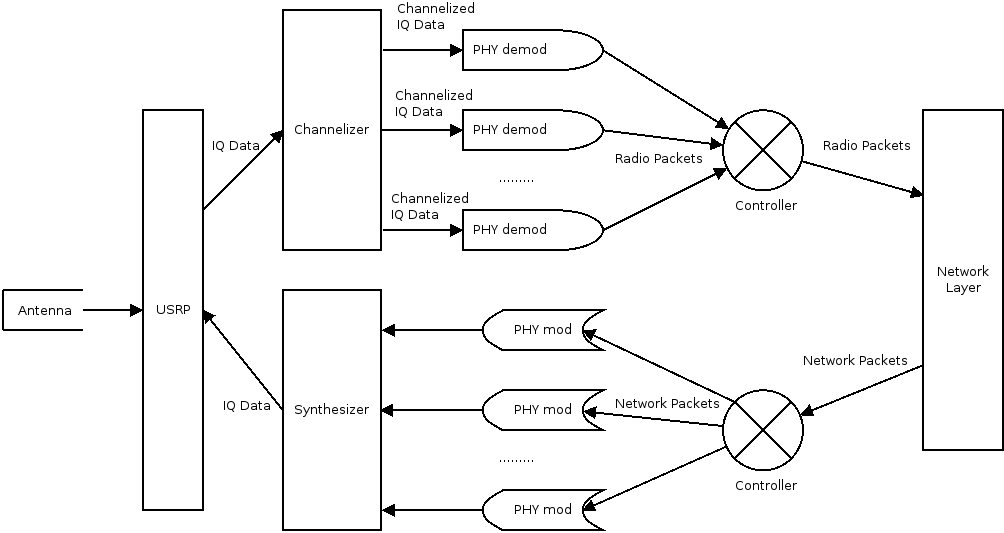 Channelized
IQ Data
PHY demod
Channelized
IQ Data
IQ Data
Channelizer
PHY demod
Radio Packets
Radio Packets
.........
Channelized
IQ Data
Controller
PHY demod
Network
Layer
Antenna
USRP
PHY mod
Network Packets
IQ Data
Synthesizer
PHY mod
Network Packets
.........
Controller
PHY mod